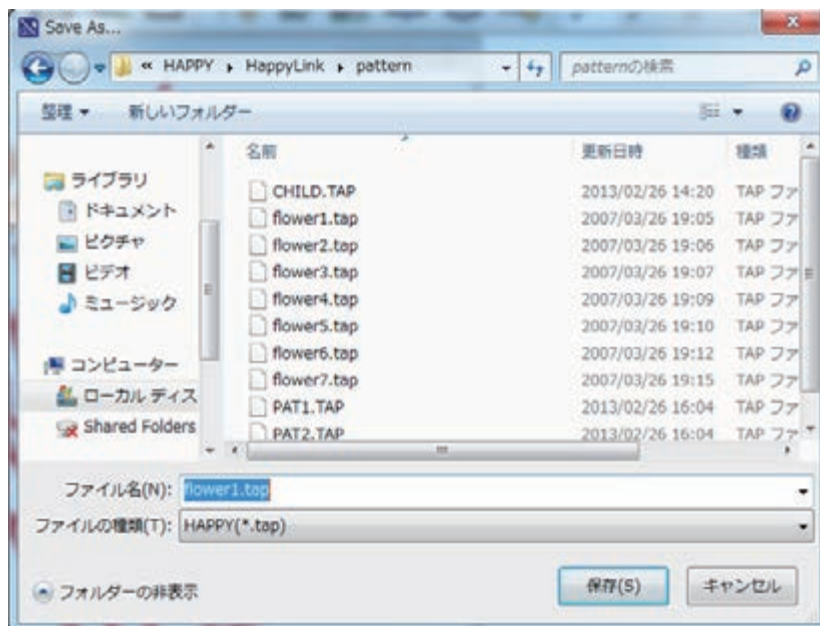 Save As...
« HAPPY ▸ HappyLink ▸ pattern
patternの検索
整理 ▼ 新しいフォルダー
名前 更新日時 種類
ライブラリ
ドキュメント
ピクチャ
ビデオ
ミュージック
コンピューター
ローカル ディス
Shared Folders
CHILD.TAP 2013/02/26 14:20 TAP ファ
flower1.tap 2007/03/26 19:05 TAP ファ
flower2.tap 2007/03/26 19:06 TAP ファ
flower3.tap 2007/03/26 19:07 TAP ファ
flower4.tap 2007/03/26 19:09 TAP ファ
flower5.tap 2007/03/26 19:10 TAP ファ
flower6.tap 2007/03/26 19:12 TAP ファ
flower7.tap 2007/03/26 19:15 TAP ファ
PAT1.TAP 2013/02/26 16:04 TAP ファ
PAT2.TAP 2013/02/26 16:04 TAP ファ
ファイル名(N): flower1.tap
ファイルの種類(T): HAPPY(*.tap)
フォルダーの非表示
保存(S) キャンセル